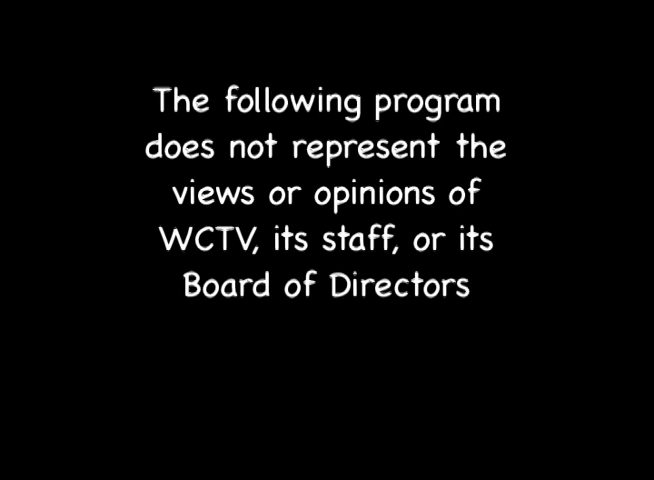 The following program
does not represent the
views or opinions of
WCTV, its staff, or its
Board of Directors